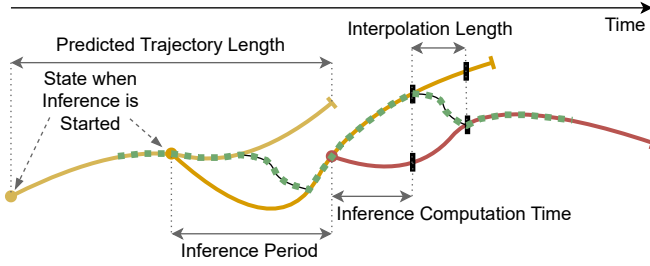 Time
Interpolation Length
Predicted Trajectory Length
State when
Inference is
Started
Inference Computation Time
Inference Period